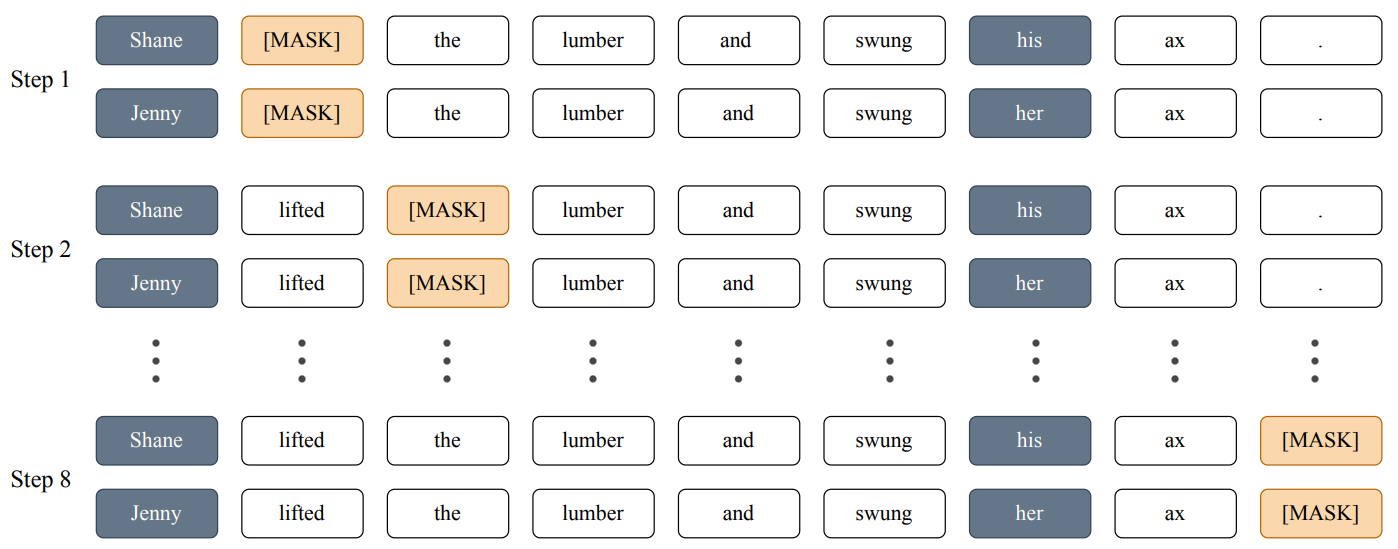 Step 1
Shane [MASK] the lumber and swung his ax .
Jenny [MASK] the lumber and swung her ax .
Step 2
Shane lifted [MASK] lumber and swung his ax .
Jenny lifted [MASK] lumber and swung her ax .
Step 8
Shane lifted the lumber and swung his ax [MASK]
Jenny lifted the lumber and swung her ax [MASK]